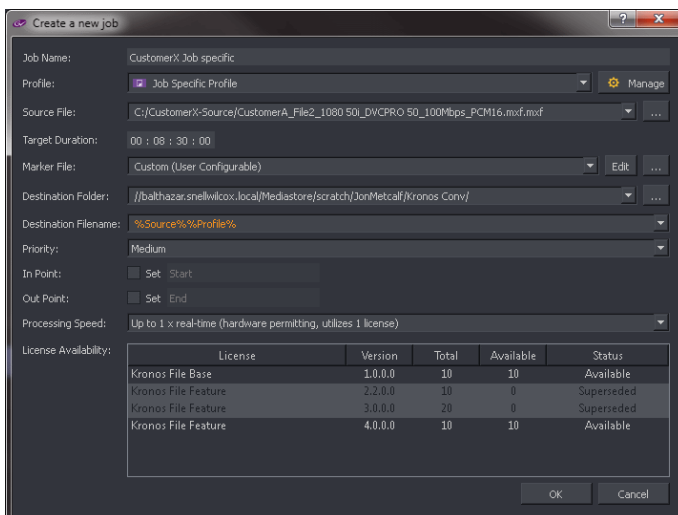 Create a new job
Job Name: CustomerX Job specific
Profile: Job Specific Profile Manage
Source File: C:/CustomerX-Source/CustomerA_File2_1080 50i_DVCPRO 50_100Mbps_PCM16.mxf.mxf ...
Target Duration: 00 : 08 : 30 : 00
Marker File: Custom (User Configurable) Edit ...
Destination Folder: //balthazar.snellwilcox.local/Mediastore/scratch/JonMetcalf/Kronos Conv/ ...
Destination Filename: %Source%%Profile%
Priority: Medium
In Point: Set Start
Out Point: Set End
Processing Speed: Up to 1 x real-time (hardware permitting, utilizes 1 license)
License Availability: License Version Total Available Status
Kronos File Base 1.0.0.0 10 10 Available
Kronos File Feature 2.2.0.0 10 0 Superseded
Kronos File Feature 3.0.0.0 20 0 Superseded
Kronos File Feature 4.0.0.0 10 10 Available
OK Cancel